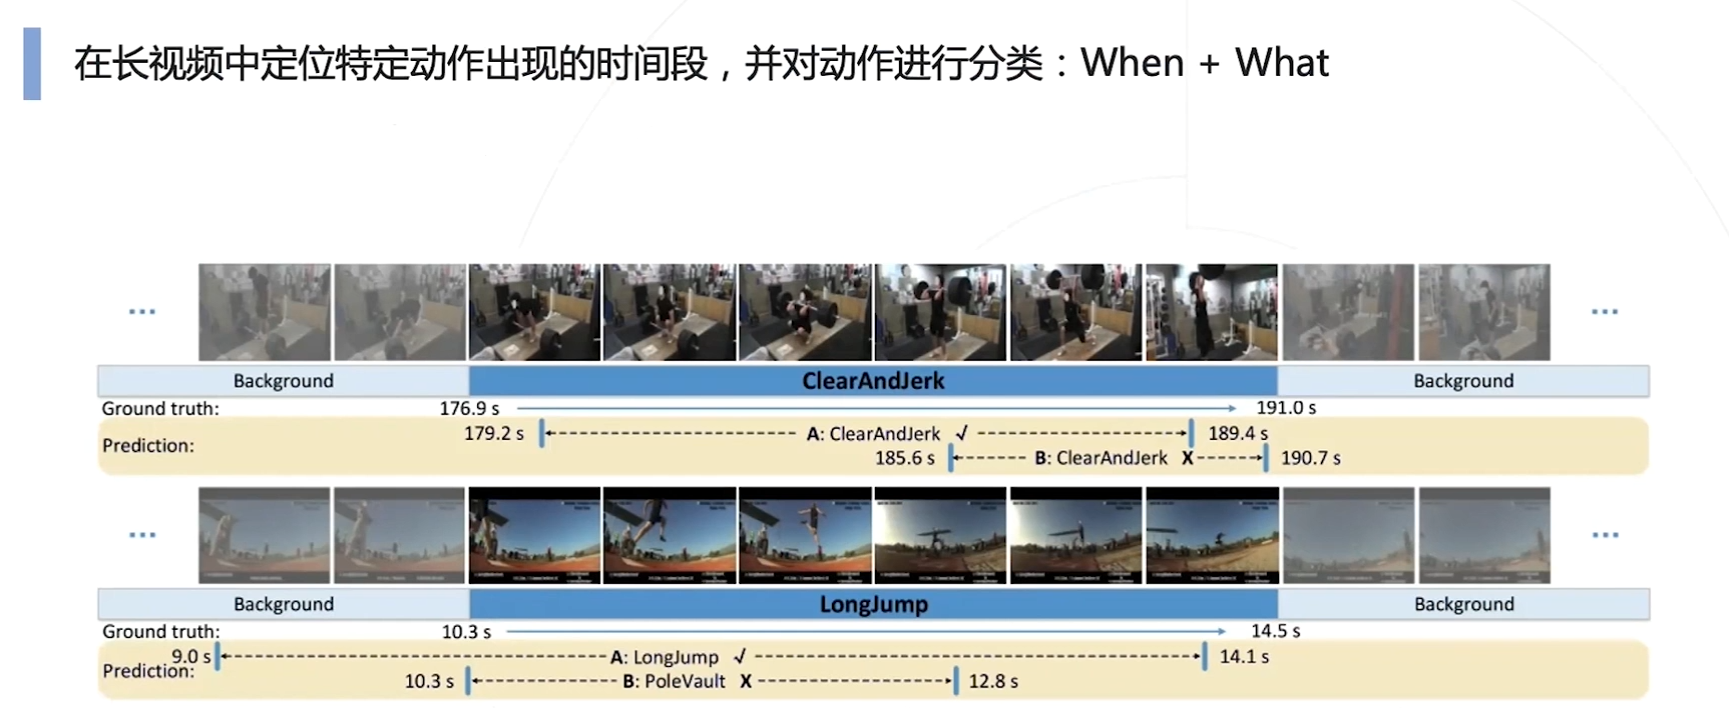 在长视频中定位特定动作出现的时间段，并对动作进行分类：When + What
...
...
Background ClearAndJerk Background
Ground truth: 176.9 s 191.0 s
Prediction: 179.2 s A: ClearAndJerk √ 189.4 s
185.6 s B: ClearAndJerk X 190.7 s
...
...
Background LongJump Background
Ground truth: 10.3 s 14.5 s
Prediction: 9.0 s A: LongJump √ 14.1 s
10.3 s B: PoleVault X 12.8 s